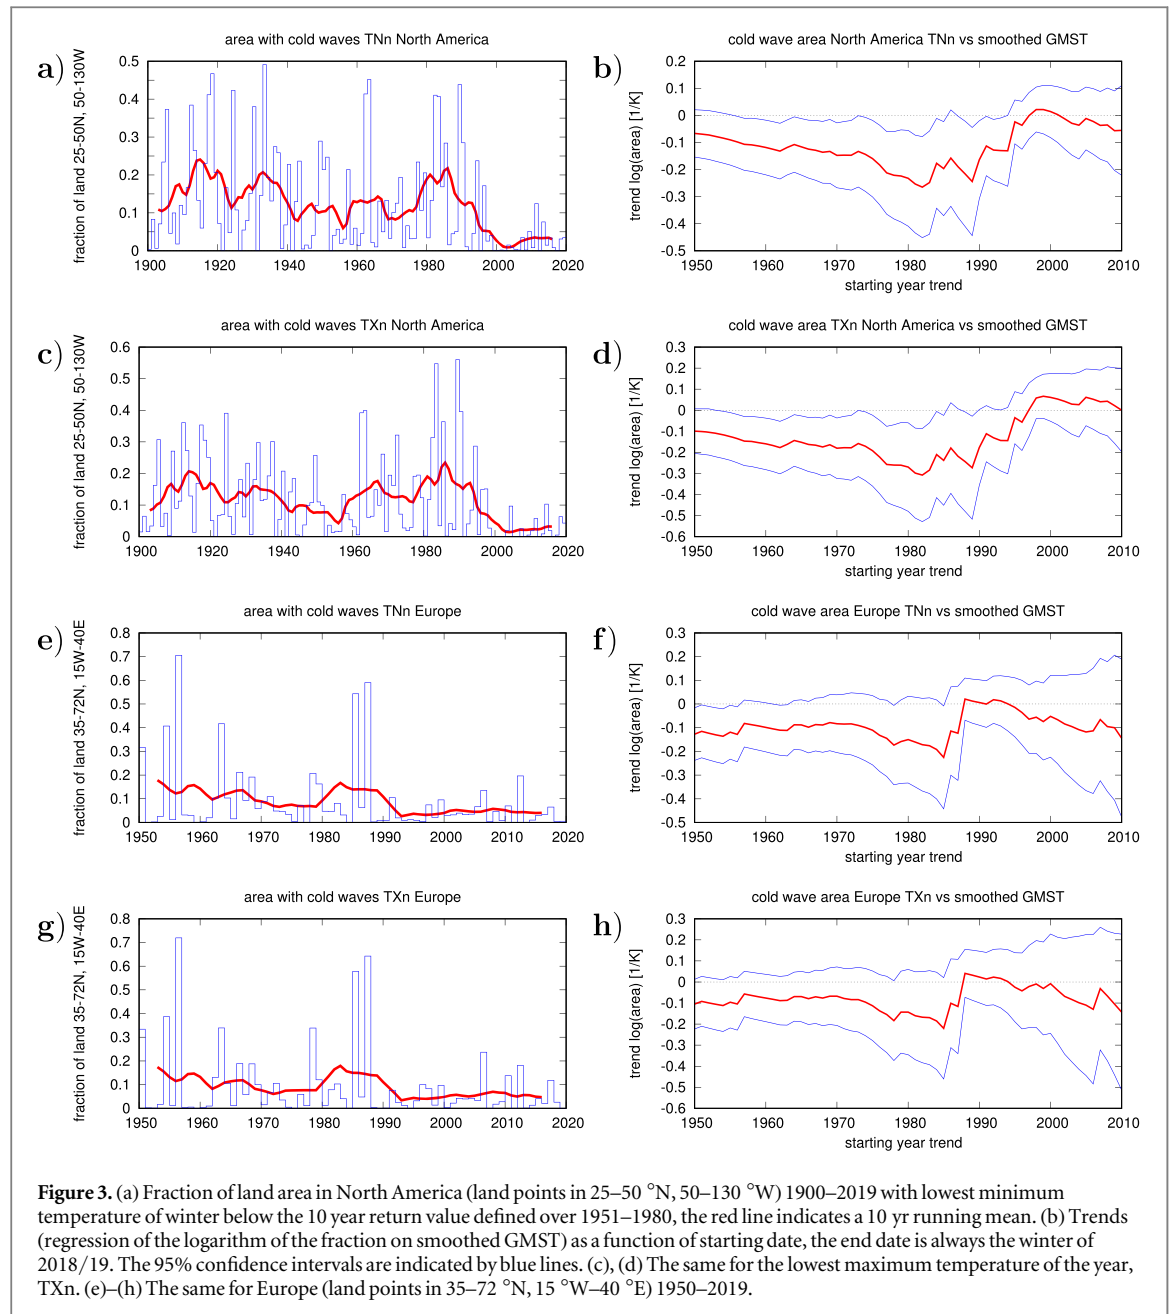 area with cold waves TNn North America
a)
fraction of land 25-50N, 50-130W
0.5
0.4
0.3
0.2
0.1
0
1900 1920 1940 1960 1980 2000 2020
cold wave area North America TNn vs smoothed GMST
b)
trend log(area) [1/K]
0.2
0.1
0
-0.1
-0.2
-0.3
-0.4
-0.5
1950 1960 1970 1980 1990 2000 2010
starting year trend
area with cold waves TXn North America
c)
fraction of land 25-50N, 50-130W
0.6
0.5
0.4
0.3
0.2
0.1
0
1900 1920 1940 1960 1980 2000 2020
cold wave area TXn North America vs smoothed GMST
d)
trend log(area) [1/K]
0.3
0.2
0.1
0
-0.1
-0.2
-0.3
-0.4
-0.5
-0.6
1950 1960 1970 1980 1990 2000 2010
starting year trend
area with cold waves TNn Europe
e)
fraction of land 35-72N, 15W-40E
0.8
0.7
0.6
0.5
0.4
0.3
0.2
0.1
0
1950 1960 1970 1980 1990 2000 2010 2020
cold wave area Europe TNn vs smoothed GMST
f)
trend log(area) [1/K]
0.3
0.2
0.1
0
-0.1
-0.2
-0.3
-0.4
-0.5
1950 1960 1970 1980 1990 2000 2010
starting year trend
area with cold waves TXn Europe
g)
fraction of land 35-72N, 15W-40E
0.8
0.7
0.6
0.5
0.4
0.3
0.2
0.1
0
1950 1960 1970 1980 1990 2000 2010 2020
cold wave area Europe TXn vs smoothed GMST
h)
trend log(area) [1/K]
0.3
0.2
0.1
0
-0.1
-0.2
-0.3
-0.4
-0.5
-0.6
1950 1960 1970 1980 1990 2000 2010
starting year trend
Figure 3. (a) Fraction of land area in North America (land points in 25–50 °N, 50–130 °W) 1900–2019 with lowest minimum
temperature of winter below the 10 year return value defined over 1951–1980, the red line indicates a 10 yr running mean. (b) Trends
(regression of the logarithm of the fraction on smoothed GMST) as a function of starting date, the end date is always the winter of
2018/19. The 95% confidence intervals are indicated by blue lines. (c), (d) The same for the lowest maximum temperature of the year,
TXn. (e)–(h) The same for Europe (land points in 35–72 °N, 15 °W–40 °E) 1950–2019.